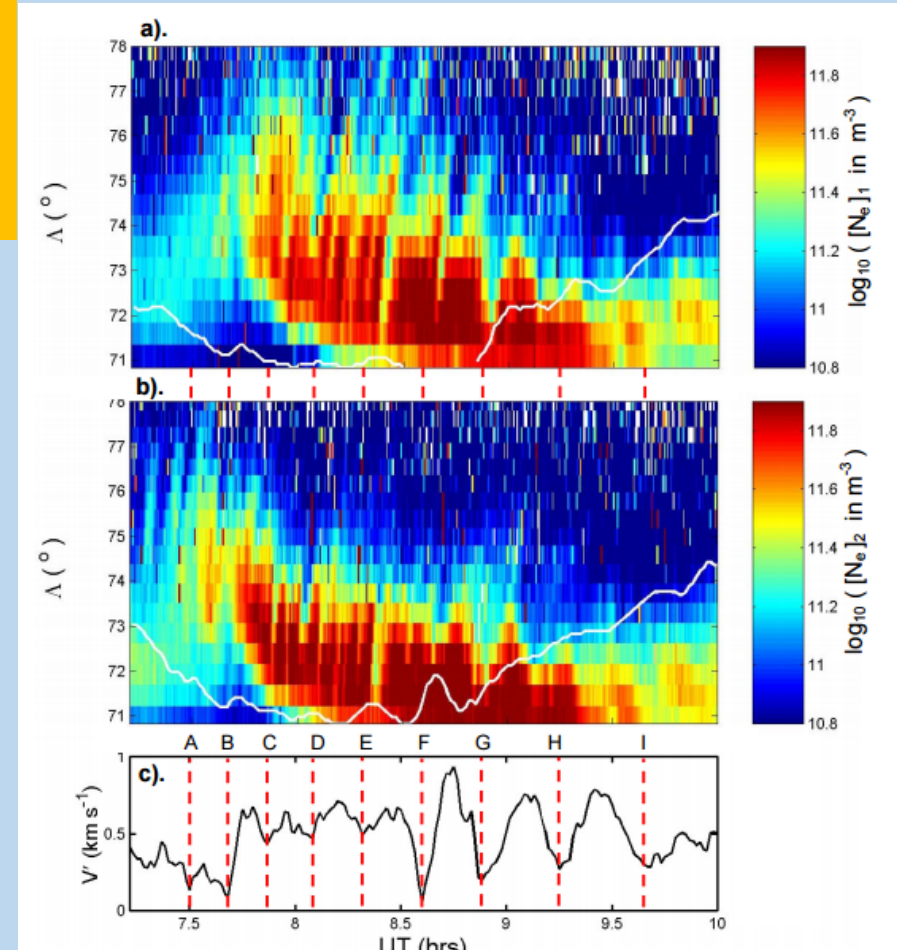 a).
78
77
76
75
74
73
72
71
Λ ( ° )
11.8
11.6
11.4
11.2
11
10.8
log₁₀ ( [Nₑ]₁ in m⁻³ )
b).
78
77
76
75
74
73
72
71
Λ ( ° )
11.8
11.6
11.4
11.2
11
10.8
log₁₀ ( [Nₑ]₂ in m⁻³ )
A B C D E F G H I
c).
1
0.5
0
V' (km s⁻¹)
7.5 8 8.5 9 9.5 10
UT (hrs)